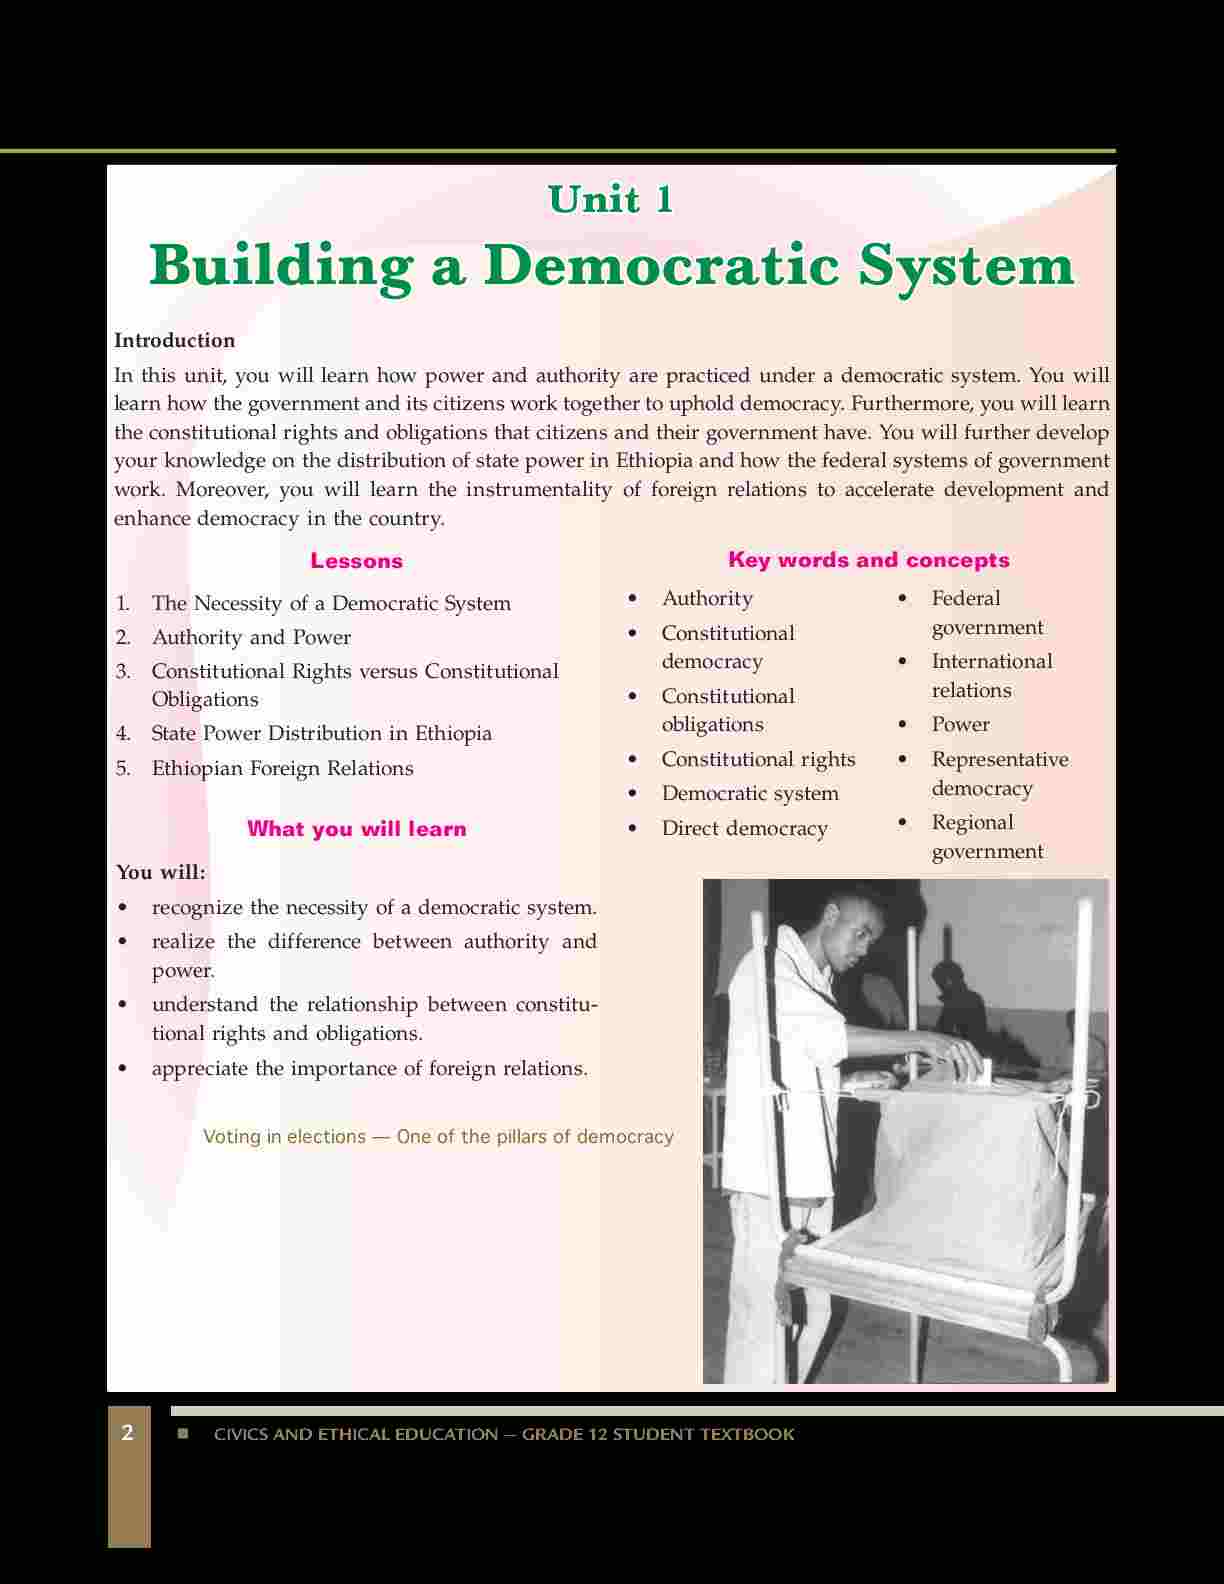 Unit 1
Building a Democratic System
Introduction
In this unit, you will learn how power and authority are practiced under a democratic system. You will
learn how the government and its citizens work together to uphold democracy. Furthermore, you will learn
the constitutional rights and obligations that citizens and their government have. You will further develop
your knowledge on the distribution of state power in Ethiopia and how the federal systems of government
work. Moreover, you will learn the instrumentality of foreign relations to accelerate development and
enhance democracy in the country.
Lessons
1. The Necessity of a Democratic System
2. Authority and Power
3. Constitutional Rights versus Constitutional
Obligations
4. State Power Distribution in Ethiopia
5. Ethiopian Foreign Relations
What you will learn
You will:
• recognize the necessity of a democratic system.
• realize the difference between authority and
power.
• understand the relationship between constitu-
tional rights and obligations.
• appreciate the importance of foreign relations.
Key words and concepts
• Authority
• Constitutional
democracy
• Constitutional
obligations
• Constitutional rights
• Democratic system
• Direct democracy
• Federal
government
• International
relations
• Power
• Representative
democracy
• Regional
government
Voting in elections — One of the pillars of democracy
2
■ CIVICS AND ETHICAL EDUCATION — GRADE 12 STUDENT TEXTBOOK